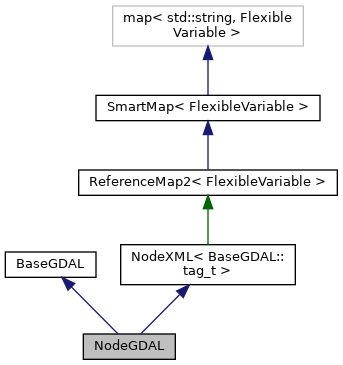 map< std::string, Flexible
Variable >
SmartMap< FlexibleVariable >
ReferenceMap2< FlexibleVariable >
NodeXML< BaseGDAL::
tag_t >
BaseGDAL
NodeGDAL